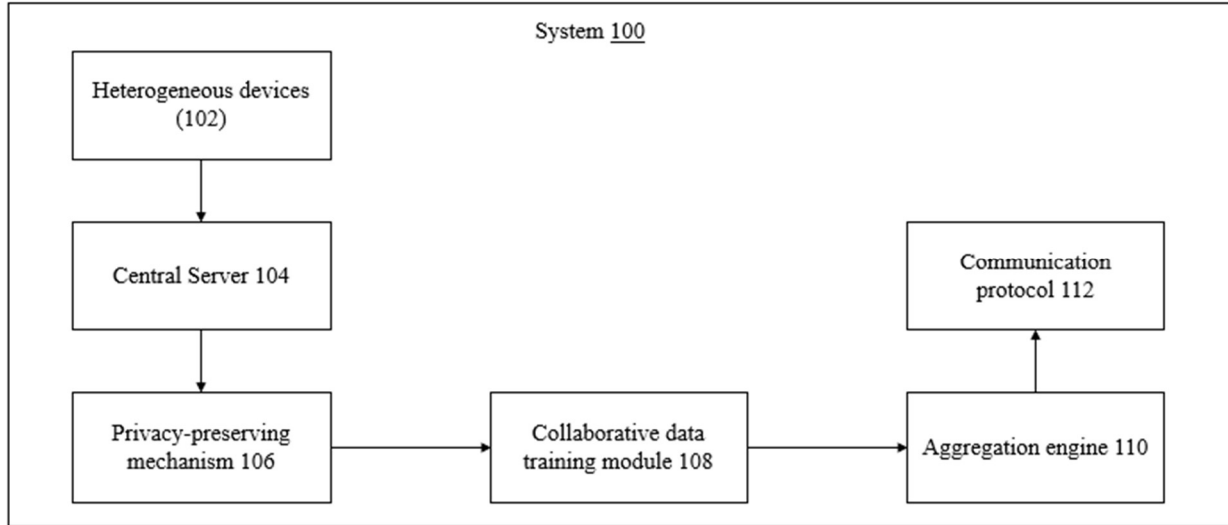 System 100
Heterogeneous devices
(102)
Central Server 104
Privacy-preserving
mechanism 106
Collaborative data
training module 108
Aggregation engine 110
Communication
protocol 112